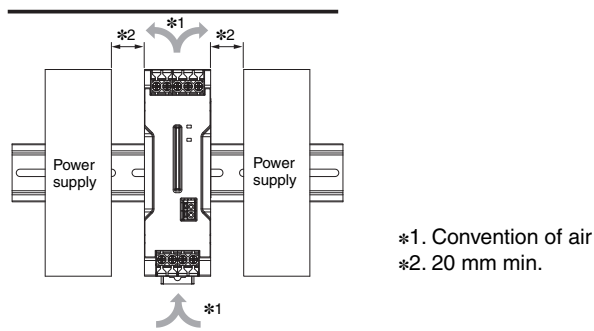 *1
*2
*2
Power
supply
Power
supply
*1. Convention of air
*2. 20 mm min.
*1